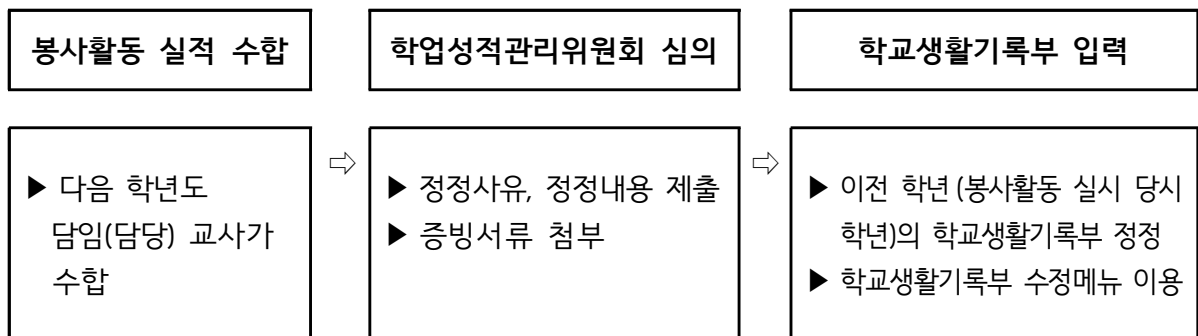 봉사활동 실적 수합
학업성적관리위원회 심의
학교생활기록부 입력
▶ 다음 학년도
담임(담당) 교사가
수합
⇨
▶ 정정사유, 정정내용 제출
▶ 증빙서류 첨부
⇨
▶ 이전 학년(봉사활동 실시 당시
학년)의 학교생활기록부 정정
▶ 학교생활기록부 수정메뉴 이용